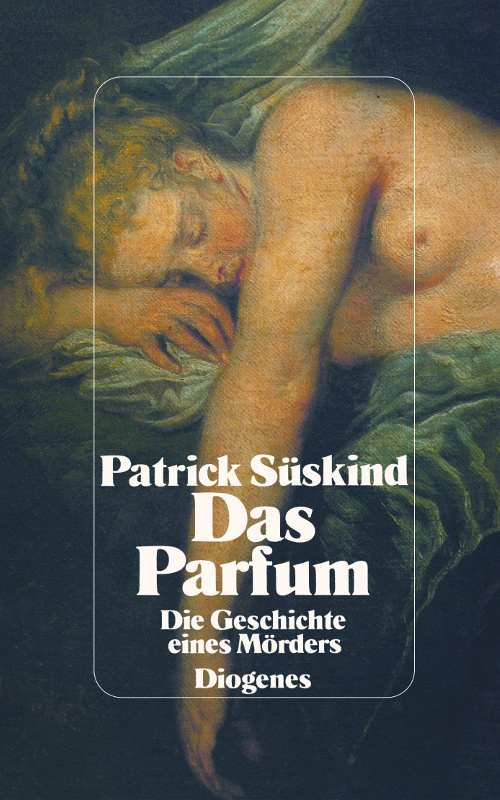 Patrick Süskind
Das
Parfum
Die Geschichte
eines Mörders
Diogenes